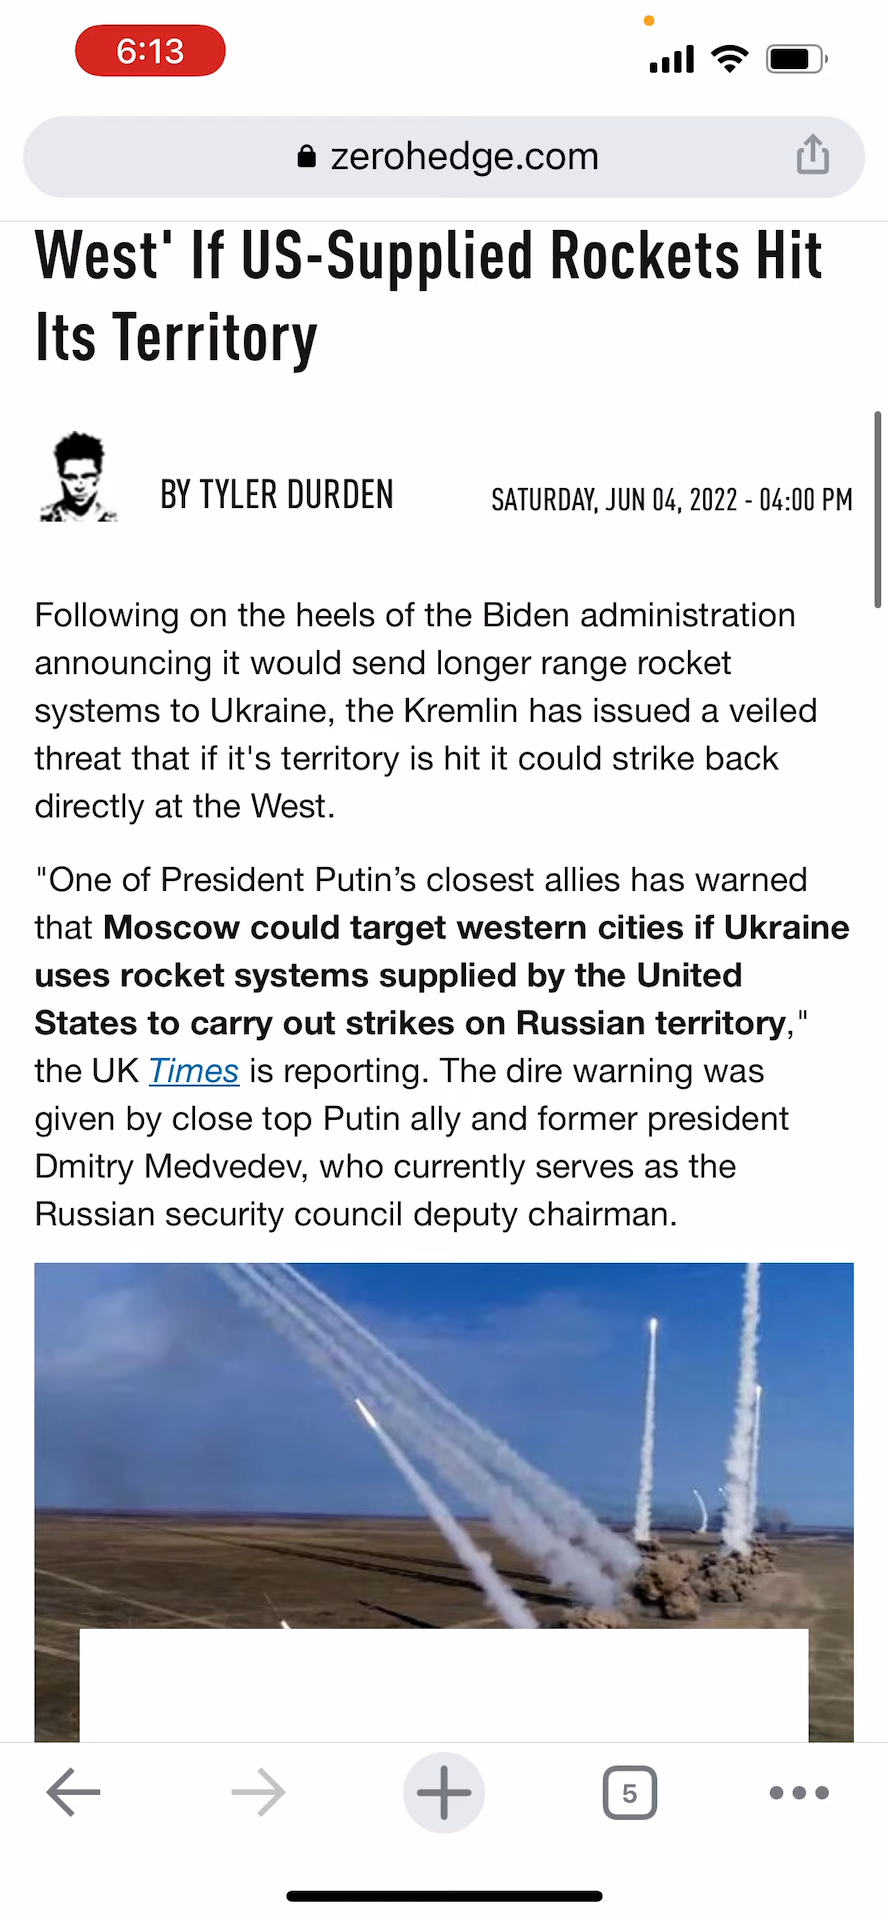 6:13
zerohedge.com
West' If US-Supplied Rockets Hit
Its Territory
BY TYLER DURDEN
SATURDAY, JUN 04, 2022 - 04:00 PM
Following on the heels of the Biden administration
announcing it would send longer range rocket
systems to Ukraine, the Kremlin has issued a veiled
threat that if it's territory is hit it could strike back
directly at the West.
"One of President Putin’s closest allies has warned
that Moscow could target western cities if Ukraine
uses rocket systems supplied by the United
States to carry out strikes on Russian territory,"
the UK Times is reporting. The dire warning was
given by close top Putin ally and former president
Dmitry Medvedev, who currently serves as the
Russian security council deputy chairman.
5